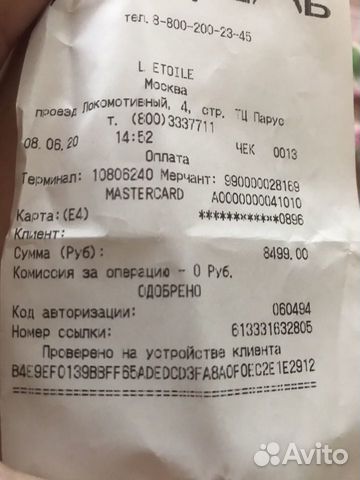 тел. 8-800-200-23-45
L ETOILE
Москва
проезд Локомотивный, 4, стр. ТЦ Парус
т. (800)3337711
08.06.20 14:52 ЧЕК 0013
Оплата
Терминал: 10806240 Мерчант: 990000028169
MASTERCARD A0000000041010
Карта:(E4) ************0896
Клиент:
Сумма (Руб): 8499.00
Комиссия за операцию - 0 Руб.
ОДОБРЕНО
Код авторизации: 060494
Номер ссылки: 613331632805
Проверено на устройстве клиента
B4E9EF0139BBFF65ADEDCD3FA8A0F0EC2E1E2912
Avito